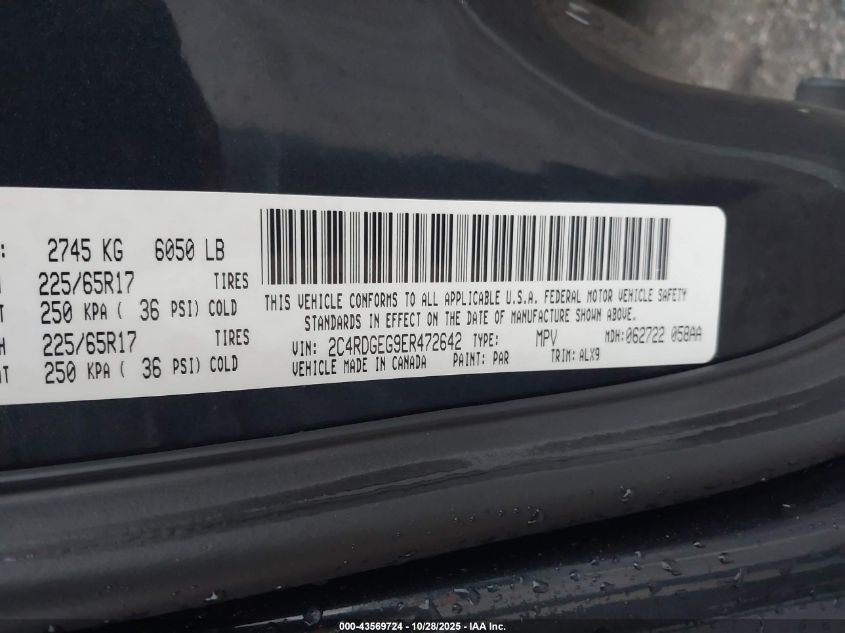 : 2745 KG 6050 LB
225/65R17 TIRES
250 KPA ( 36 PSI) COLD
225/65R17 TIRES
250 KPA ( 36 PSI) COLD
THIS VEHICLE CONFORMS TO ALL APPLICABLE U.S.A. FEDERAL MOTOR VEHICLE SAFETY
STANDARDS IN EFFECT ON THE DATE OF MANUFACTURE SHOWN ABOVE.
VIN: 2C4RDGEG9ER472642 TYPE: MPV MDH: 062722 058AA
VEHICLE MADE IN CANADA PAINT: PAR TRIM: ALX9
000-43569724 - 10/28/2025 - IAA Inc.